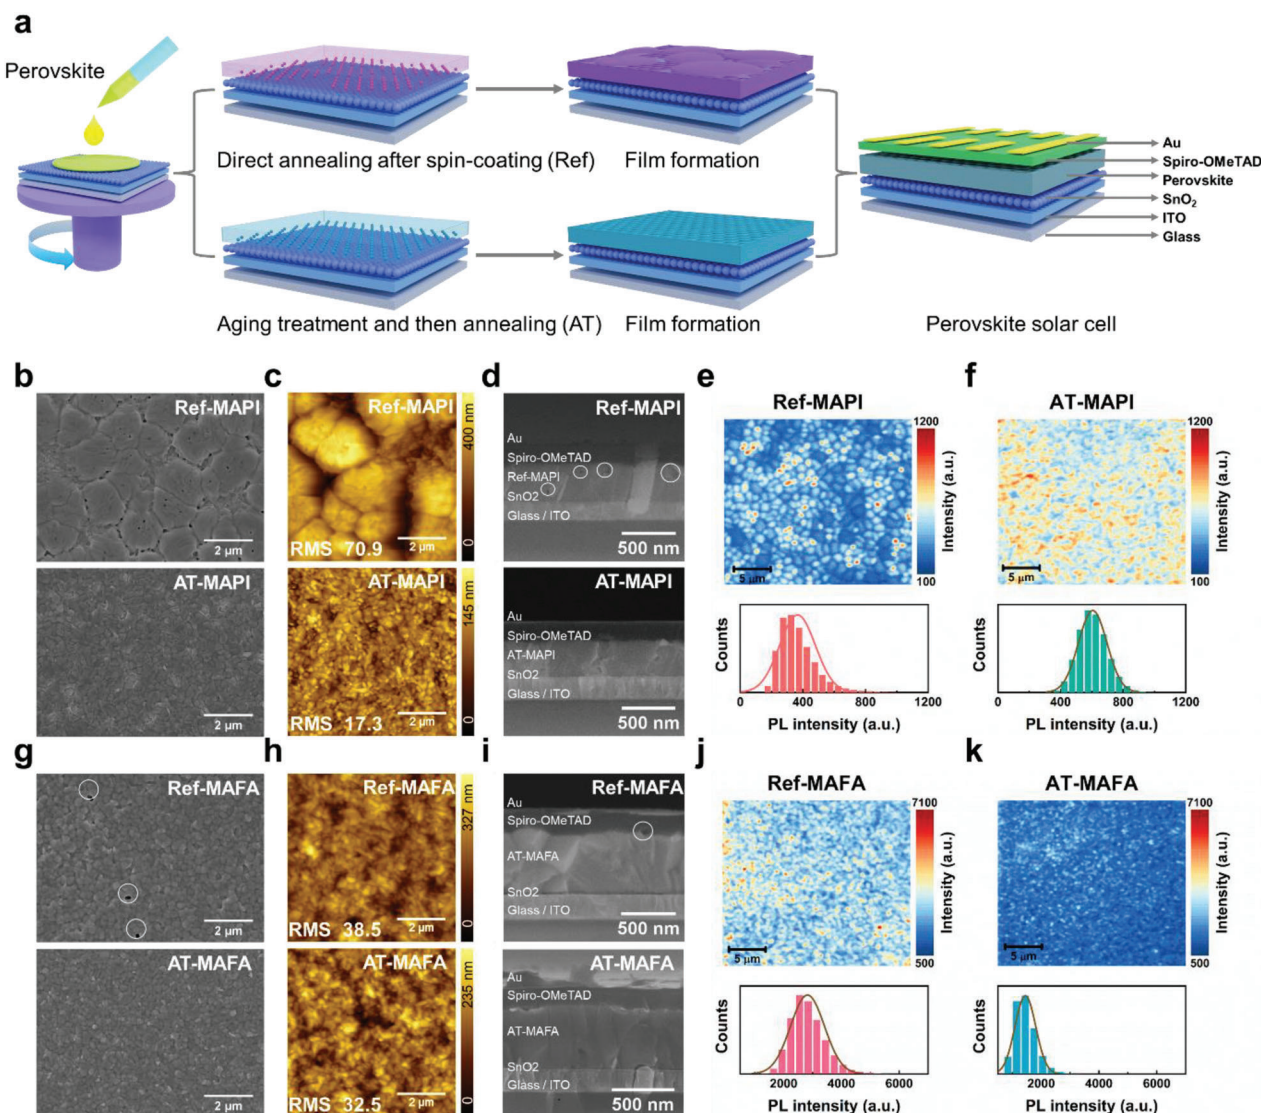 a
Perovskite
Direct annealing after spin-coating (Ref)
Film formation
Aging treatment and then annealing (AT)
Film formation
Perovskite solar cell
Au
Spiro-OMeTAD
Perovskite
SnO₂
ITO
Glass
b
Ref-MAPI
2 μm
AT-MAPI
2 μm
c
Ref-MAPI
RMS 70.9
2 μm
400 nm
0
AT-MAPI
RMS 17.3
2 μm
145 nm
0
d
Ref-MAPI
Au
Spiro-OMeTAD
Ref-MAPI
SnO2
Glass / ITO
500 nm
AT-MAPI
Au
Spiro-OMeTAD
AT-MAPI
SnO2
Glass / ITO
500 nm
e
Ref-MAPI
5 μm
1200
Intensity (a.u.)
100
Counts
0 400 800 1200
PL intensity (a.u.)
f
AT-MAPI
5 μm
1200
Intensity (a.u.)
100
Counts
0 400 800 1200
PL intensity (a.u.)
g
Ref-MAFA
2 μm
AT-MAFA
2 μm
h
Ref-MAFA
RMS 38.5
2 μm
327 nm
0
AT-MAFA
RMS 32.5
2 μm
235 nm
0
i
Ref-MAFA
Au
Spiro-OMeTAD
AT-MAFA
SnO2
Glass / ITO
500 nm
AT-MAFA
Au
Spiro-OMeTAD
AT-MAFA
SnO2
Glass / ITO
500 nm
j
Ref-MAFA
5 μm
7100
Intensity (a.u.)
500
Counts
2000 4000 6000
PL intensity (a.u.)
k
AT-MAFA
5 μm
7100
Intensity (a.u.)
500
Counts
2000 4000 6000
PL intensity (a.u.)